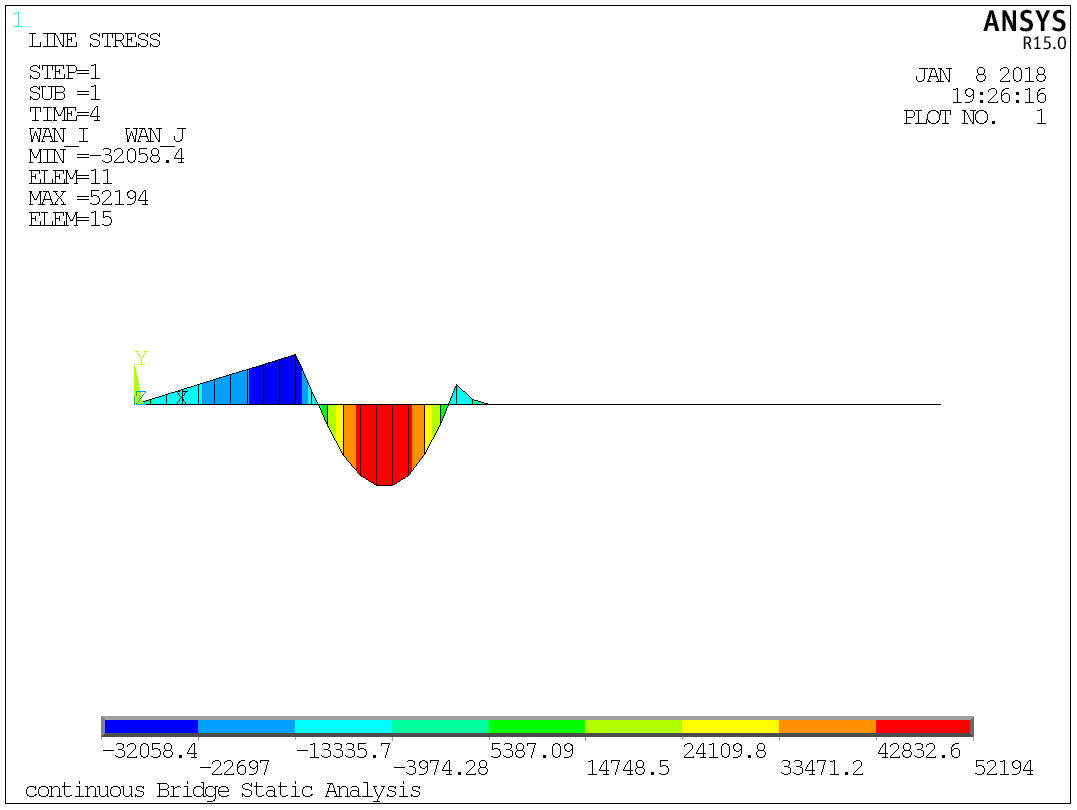 1
ANSYS
R15.0
LINE STRESS
STEP=1
SUB =1
TIME=4
WAN_I WAN_J
MIN =-32058.4
ELEM=11
MAX =52194
ELEM=15
JAN 8 2018
19:26:16
PLOT NO. 1
Y
Z X
-32058.4 -13335.7 5387.09 24109.8 42832.6
-22697 -3974.28 14748.5 33471.2 52194
continuous Bridge Static Analysis